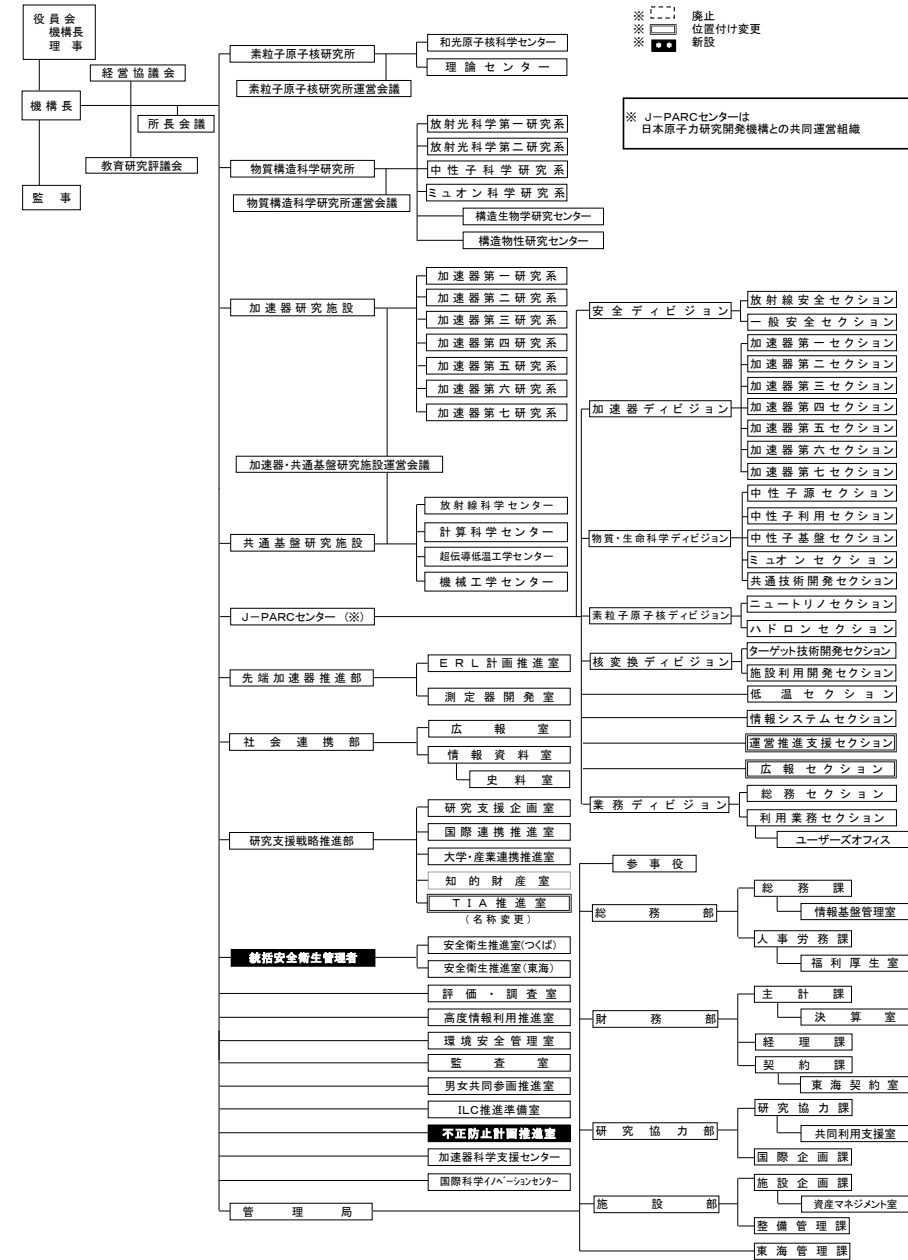 役員会
機構長
理事
機構長
監事
経営協議会
所長会議
教育研究評議会
※ 廃止
※ 位置付け変更
※ 新設
※ J-PARCセンターは
日本原子力研究開発機構との共同運営組織
素粒子原子核研究所
素粒子原子核研究所運営会議
和光原子核科学センター
理論センター
物質構造科学研究所
物質構造科学研究所運営会議
放射光科学第一研究系
放射光科学第二研究系
中性子科学研究系
ミュオン科学研究系
構造生物学研究センター
構造物性研究センター
加速器研究施設
加速器第一研究系
加速器第二研究系
加速器第三研究系
加速器第四研究系
加速器第五研究系
加速器第六研究系
加速器第七研究系
加速器・共通基盤研究施設運営会議
共通基盤研究施設
放射線科学センター
計算科学センター
超伝導低温工学センター
機械工学センター
J-PARCセンター(※)
安全ディビジョン
放射線安全セクション
一般安全セクション
加速器ディビジョン
加速器第一セクション
加速器第二セクション
加速器第三セクション
加速器第四セクション
加速器第五セクション
加速器第六セクション
加速器第七セクション
物質・生命科学ディビジョン
中性子源セクション
中性子利用セクション
中性子基盤セクション
ミュオンセクション
共通技術開発セクション
素粒子原子核ディビジョン
ニュートリノセクション
ハドロンセクション
核変換ディビジョン
ターゲット技術開発セクション
施設利用開発セクション
低温セクション
情報システムセクション
運営推進支援セクション
広報セクション
業務ディビジョン
総務セクション
利用業務セクション
ユーザーズオフィス
先端加速器推進部
ERL計画推進室
測定器開発室
社会連携部
広報室
情報資料室
史料室
研究支援戦略推進部
研究支援企画室
国際連携推進室
大学・産業連携推進室
知的財産室
TIA推進室
(名称変更)
統括安全衛生管理者
安全衛生推進室(つくば)
安全衛生推進室(東海)
評価・調査室
高度情報利用推進室
環境安全管理室
監査室
男女共同参画推進室
ILC推進準備室
不正防止計画推進室
加速器科学支援センター
国際科学イノベーションセンター
管理局
参事役
総務部
総務課
情報基盤管理室
人事労務課
福利厚生室
財務部
主計課
決算室
経理課
契約課
東海契約室
研究協力部
研究協力課
共同利用支援室
国際企画課
施設部
施設企画課
資産マネジメント室
整備管理課
東海管理課